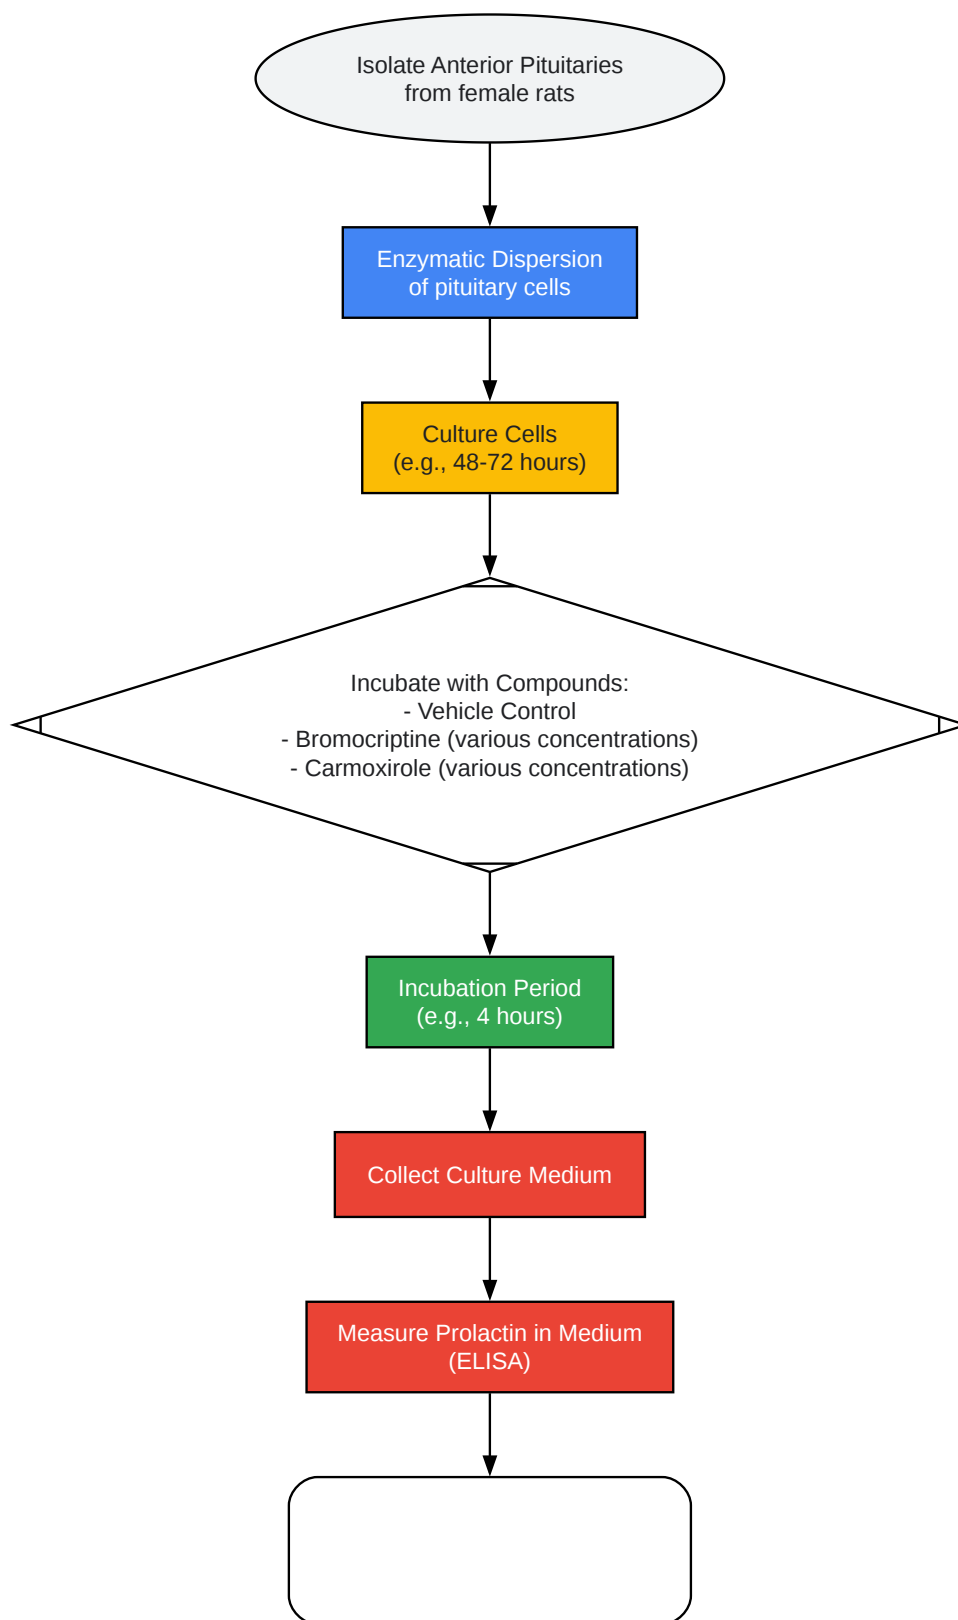 Isolate Anterior Pituitaries
from female rats
Enzymatic Dispersion
of pituitary cells
Culture Cells
(e.g., 48-72 hours)
Incubate with Compounds:
- Vehicle Control
- Bromocriptine (various concentrations)
- Carmoxirole (various concentrations)
Incubation Period
(e.g., 4 hours)
Collect Culture Medium
Measure Prolactin in Medium
(ELISA)